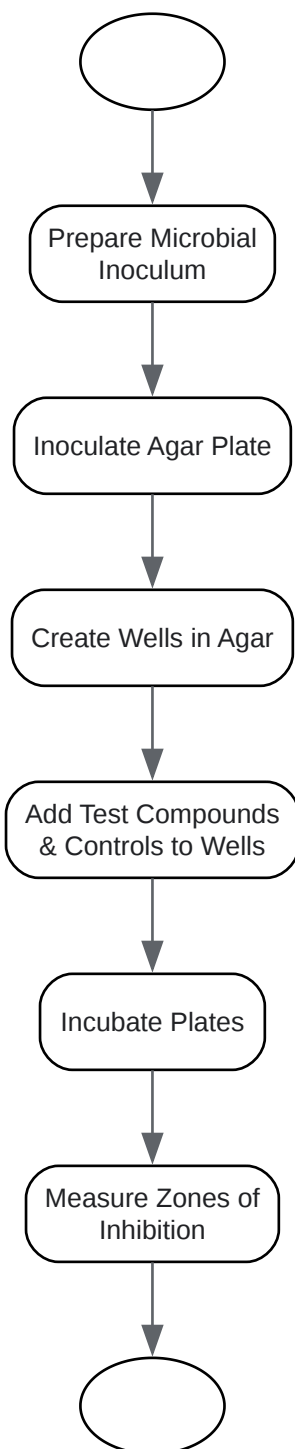 Prepare Microbial
Inoculum
Inoculate Agar Plate
Create Wells in Agar
Add Test Compounds
& Controls to Wells
Incubate Plates
Measure Zones of
Inhibition